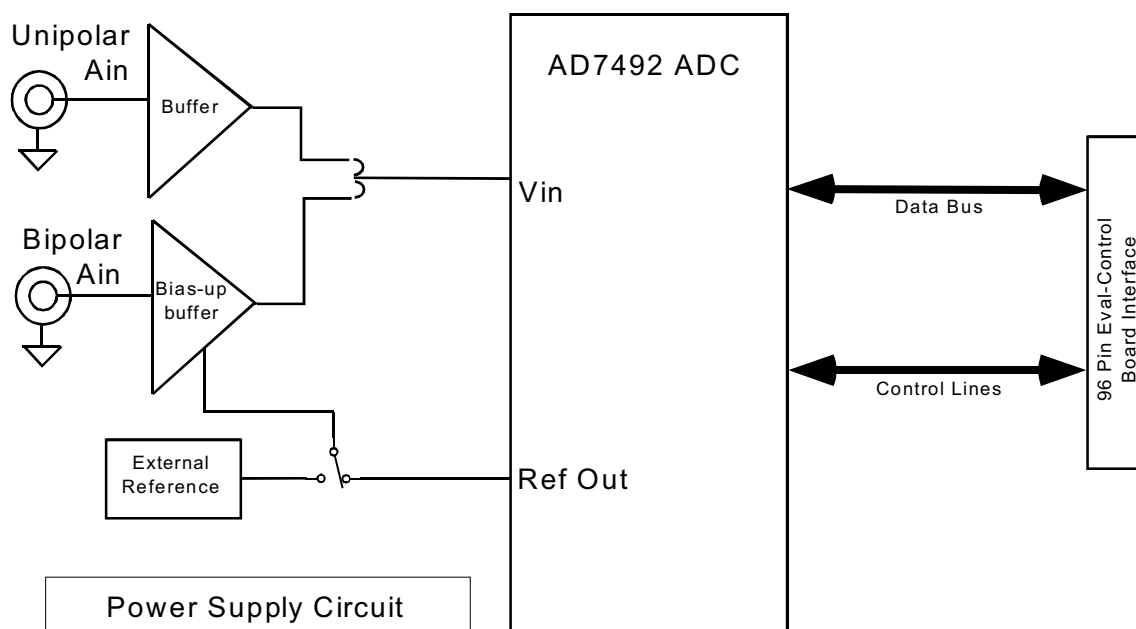 Unipolar
Ain
Buffer
AD7492 ADC
Vin
Bipolar
Ain
Bias-up
buffer
Data Bus
Control Lines
96 Pin Eval-Control
Board Interface
External
Reference
Ref Out
Power Supply Circuit